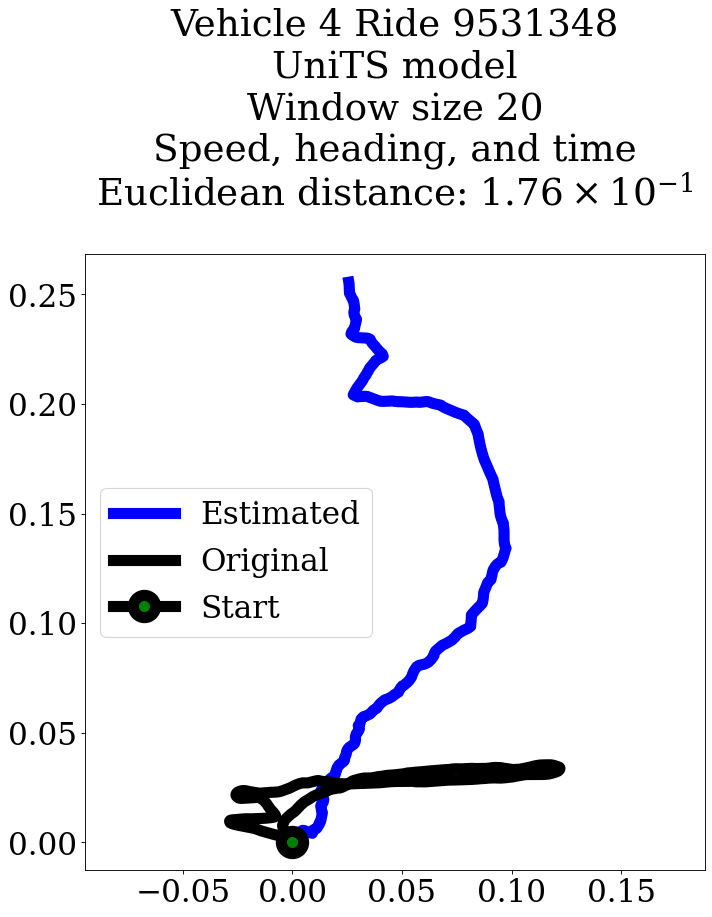 Vehicle 4 Ride 9531348
UniTS model
Window size 20
Speed, heading, and time
Euclidean distance: 1.76 × 10⁻¹
0.25
0.20
0.15
0.10
0.05
0.00
Estimated
Original
Start
−0.05 0.00 0.05 0.10 0.15